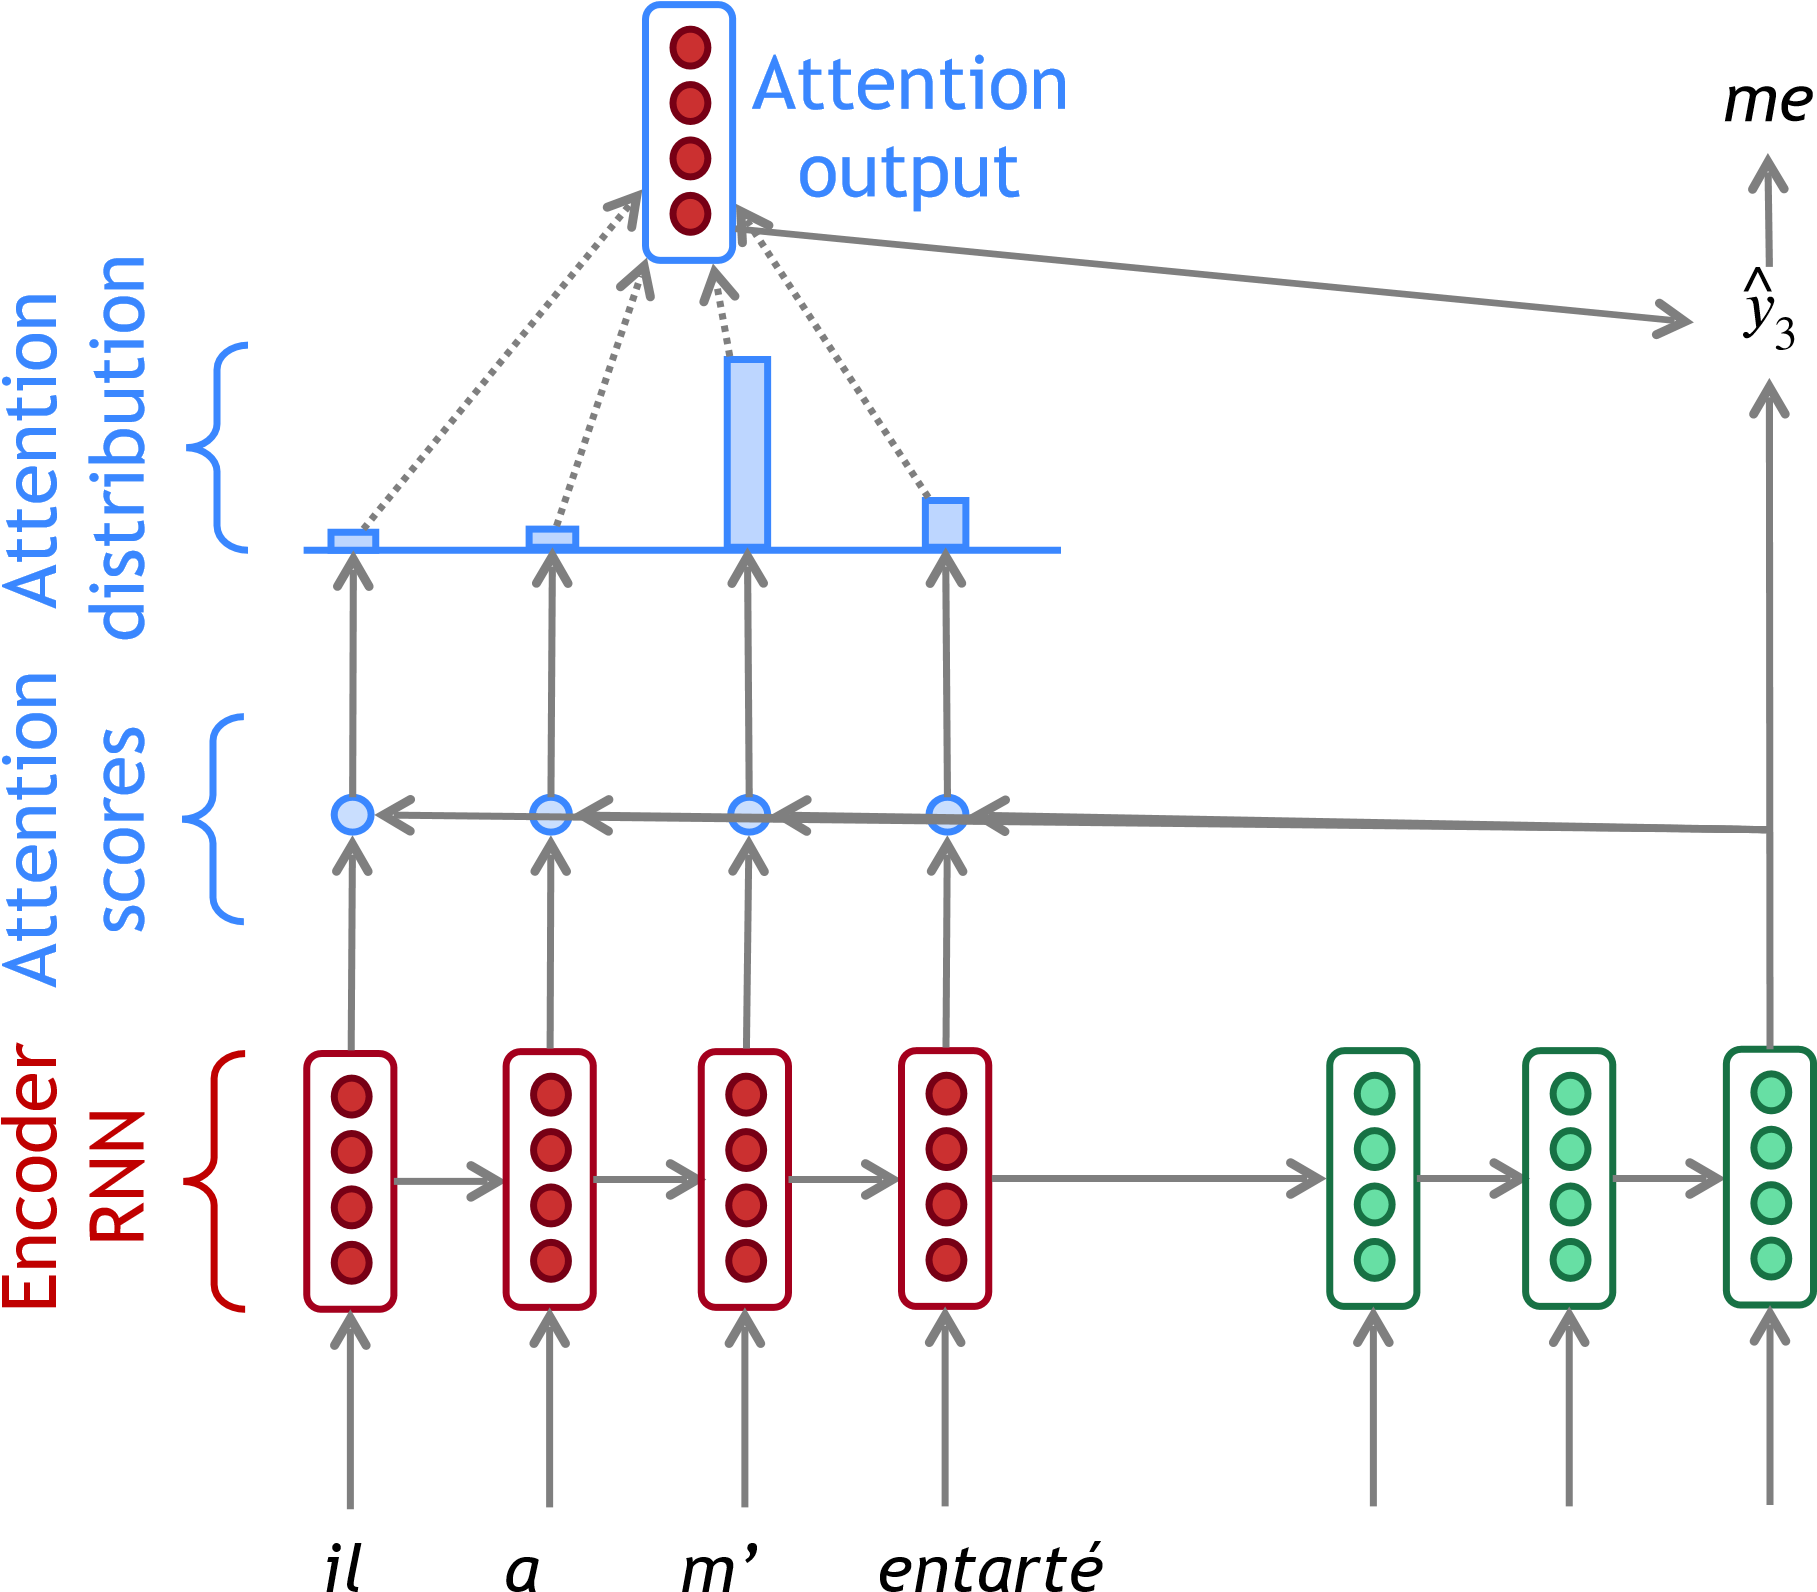 Attention
output
me
ŷ3
Attention
distribution
Attention
scores
Encoder
RNN
il a m’ entarté